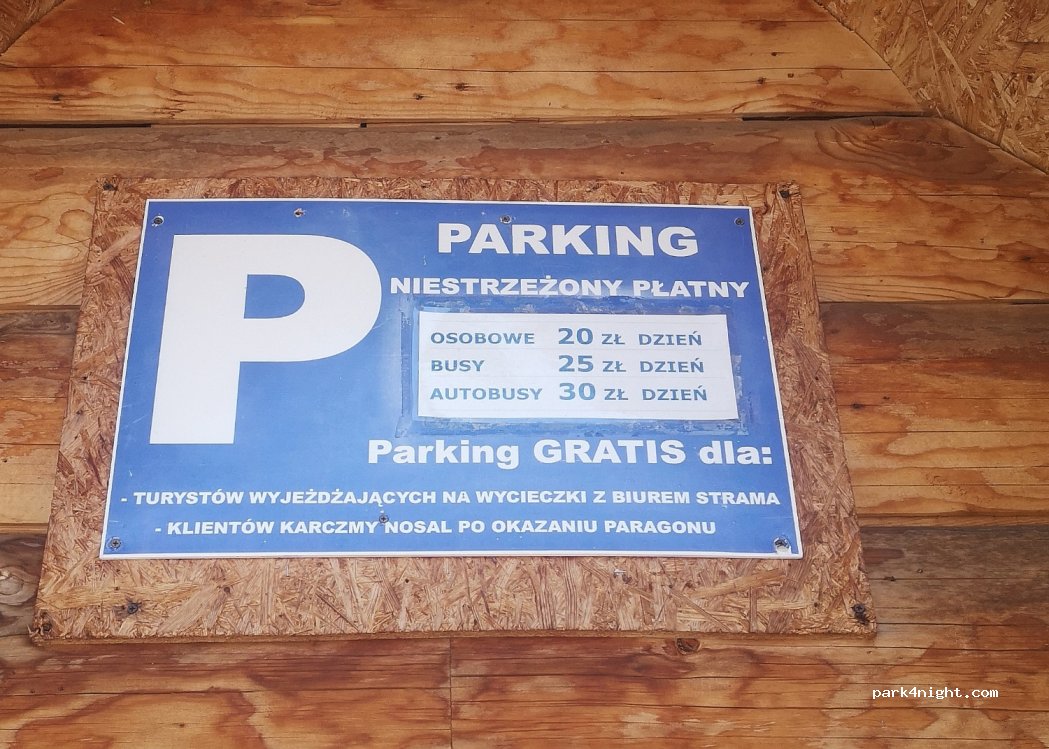 P
PARKING
NIESTRZEŻONY PŁATNY
OSOBOWE 20 ZŁ DZIEŃ
BUSY 25 ZŁ DZIEŃ
AUTOBUSY 30 ZŁ DZIEŃ
Parking GRATIS dla:
- TURYSTÓW WYJEŻDŻAJĄCYCH NA WYCIECZKI Z BIUREM STRAMA
- KLIENTÓW KARCZMY NOSAL PO OKAZANIU PARAGONU
park4night.com